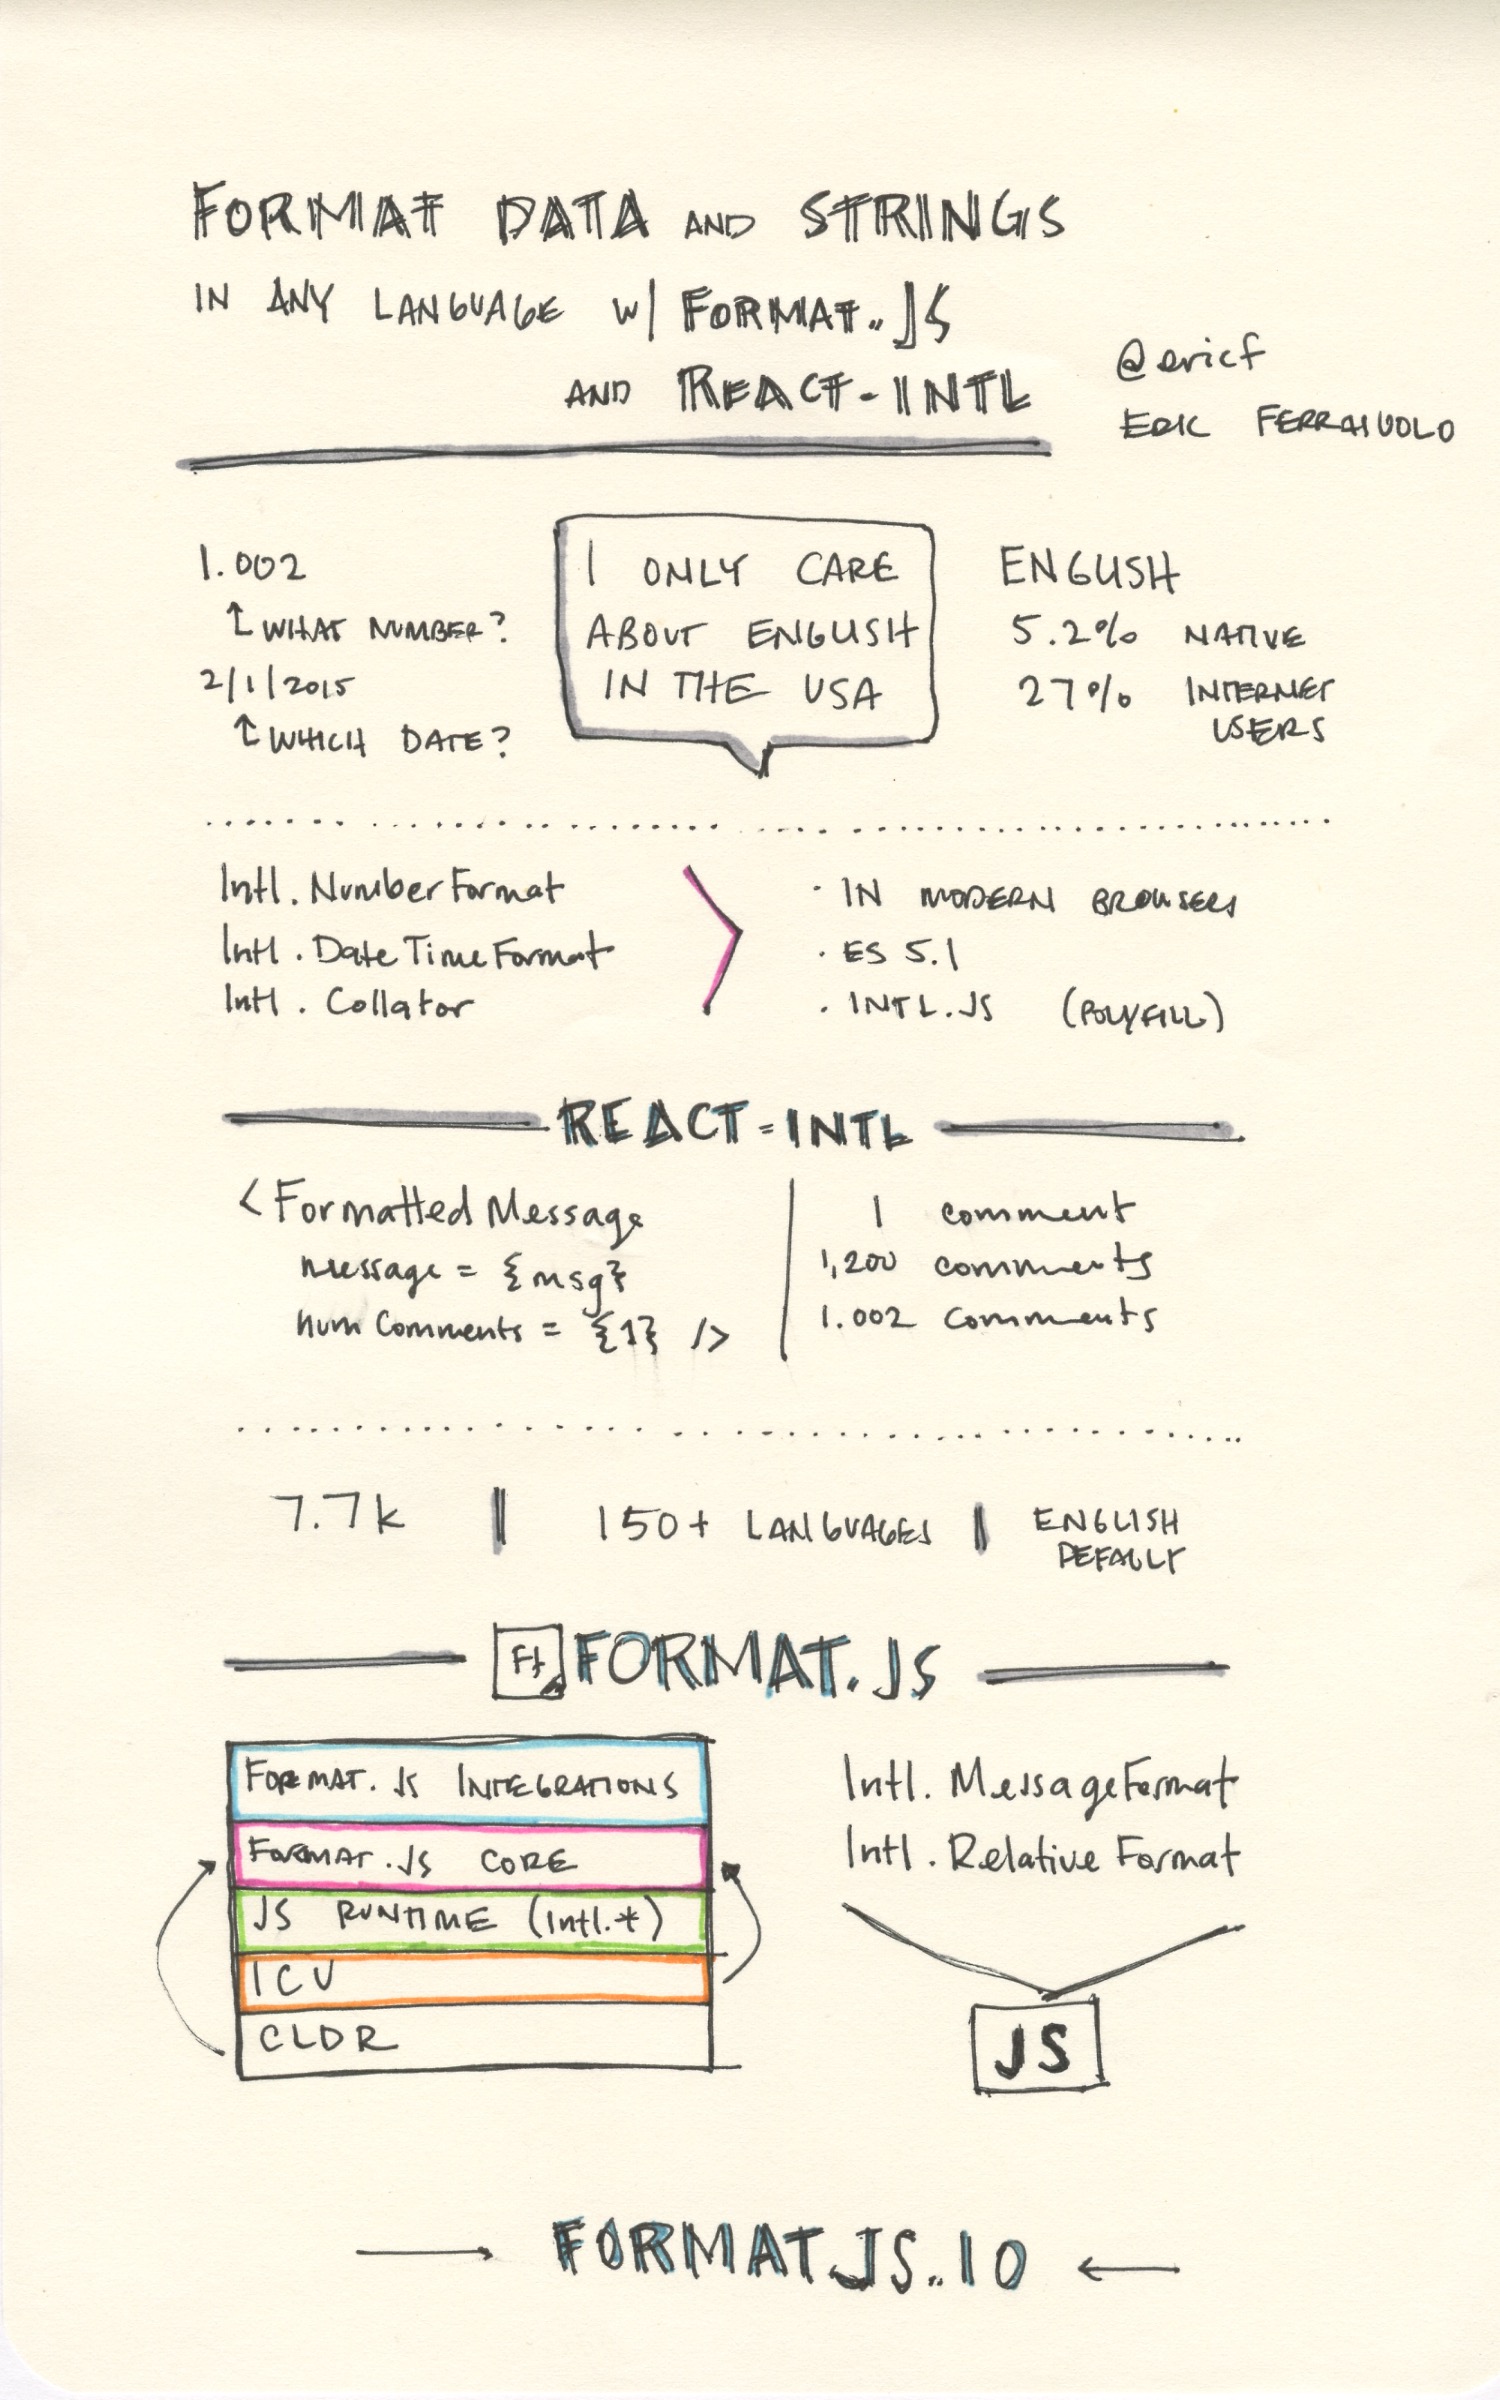 FORMAT DATA AND STRINGS
IN ANY LANGUAGE W/ FORMAT.JS
AND REACT-INTL
@ericf
ERIC FERRAIUOLO
1.002
↑ WHAT NUMBER?
2/1/2015
↑ WHICH DATE?
I ONLY CARE
ABOUT ENGLISH
IN THE USA
ENGLISH
5.2% NATIVE
27% INTERNET
USERS
Intl.NumberFormat
Intl.DateTimeFormat
Intl.Collator
· IN MODERN BROWSERS
· ES 5.1
· INTL.JS (POLYFILL)
REACT-INTL
<FormattedMessage
message = {msg}
numComments = {1} />
1 comment
1,200 comments
1.002 comments
7.7k
150+ LANGUAGES
ENGLISH
DEFAULT
Ft FORMAT.JS
FORMAT.JS INTEGRATIONS
FORMAT.JS CORE
JS RUNTIME (Intl.*)
ICU
CLDR
Intl.MessageFormat
Intl.RelativeFormat
JS
→ FORMATJS.IO ←